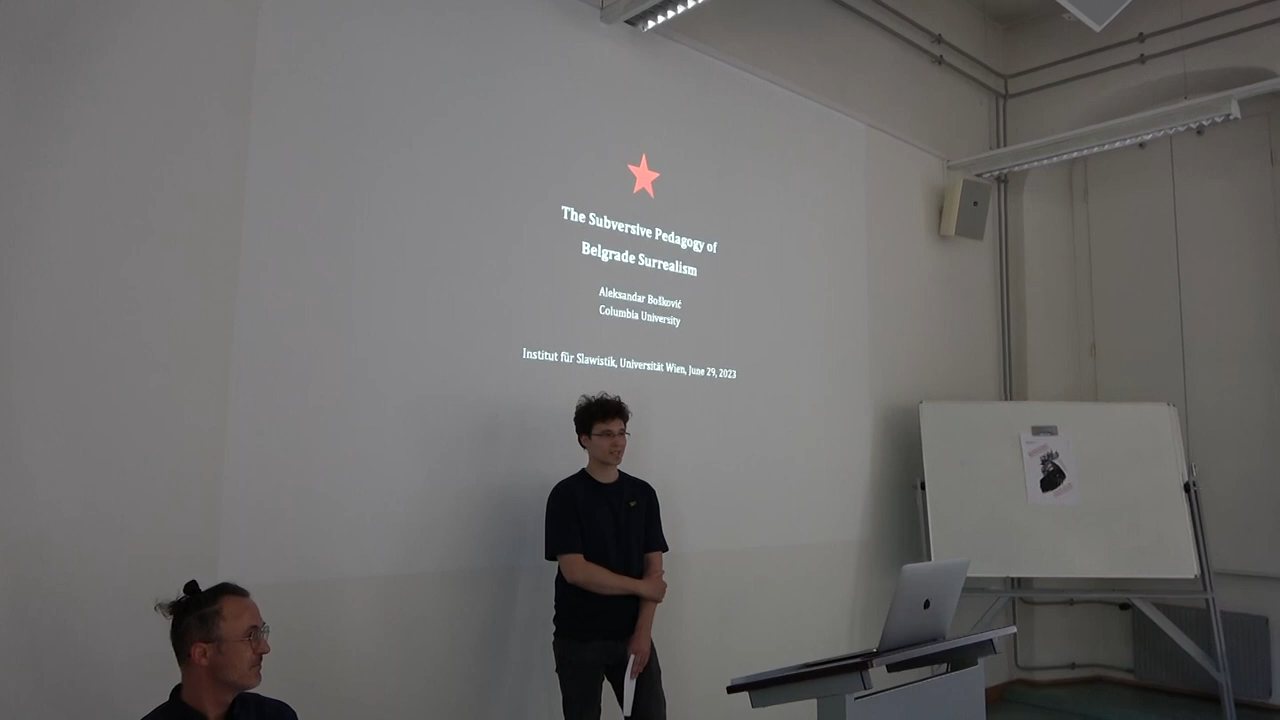 The Subversive Pedagogy of
Belgrade Surrealism
Aleksandar Bošković
Columbia University
Institut für Slawistik, Universität Wien, June 29, 2023